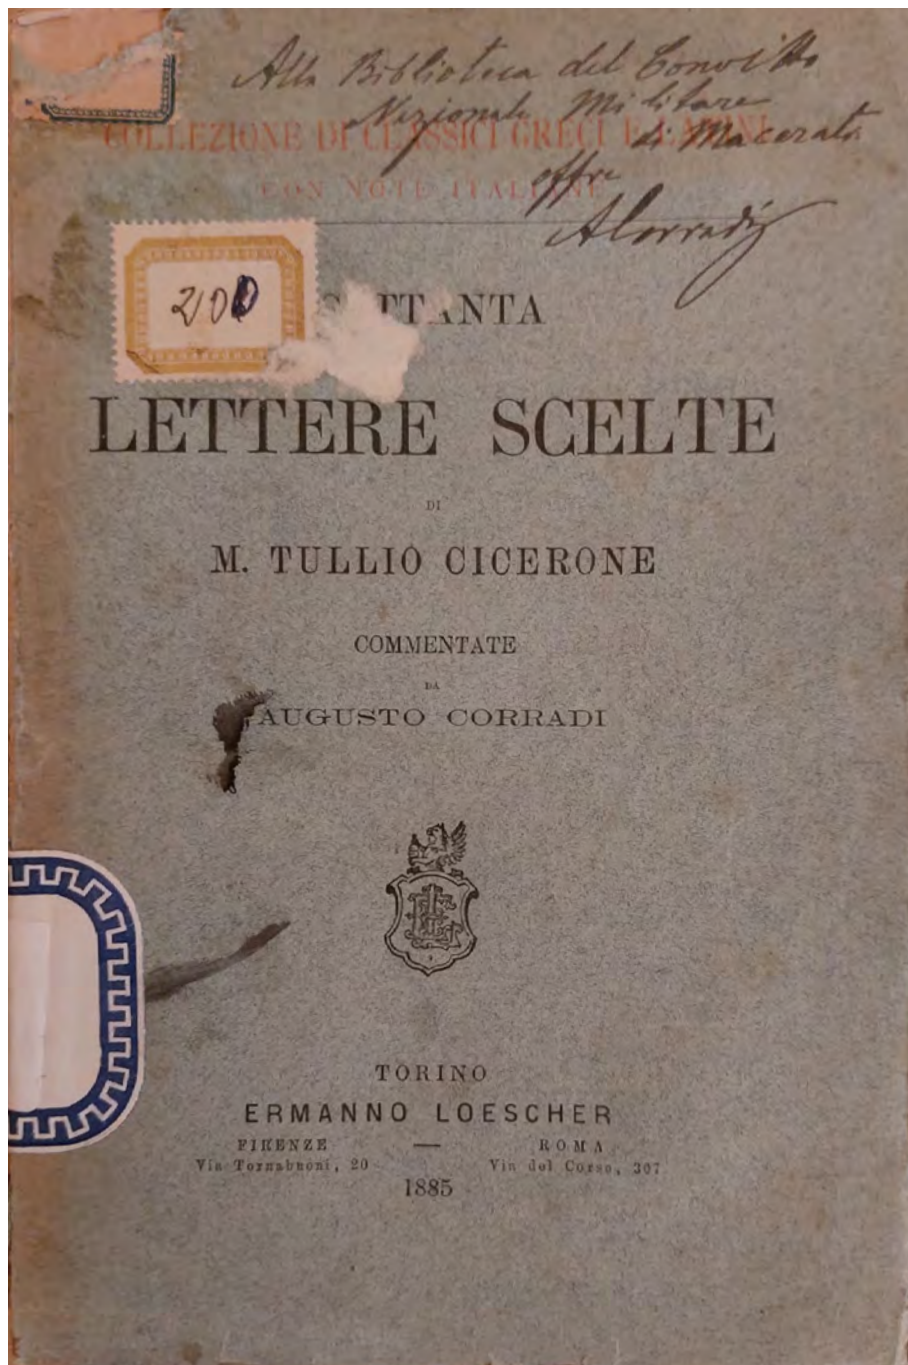 Alla Biblioteca del Convitto
Nazionale Militare
di Macerata
offre
ACorradi
COLLEZIONE DI CLASSICI GRECI E LATINI
CON NOTE ITALIANE
200
SETTANTA
LETTERE SCELTE
DI
M. TULLIO CICERONE
COMMENTATE
DA
AUGUSTO CORRADI
TORINO
ERMANNO LOESCHER
FIRENZE — ROMA
Via Tornabuoni, 20 Via del Corso, 307
1885